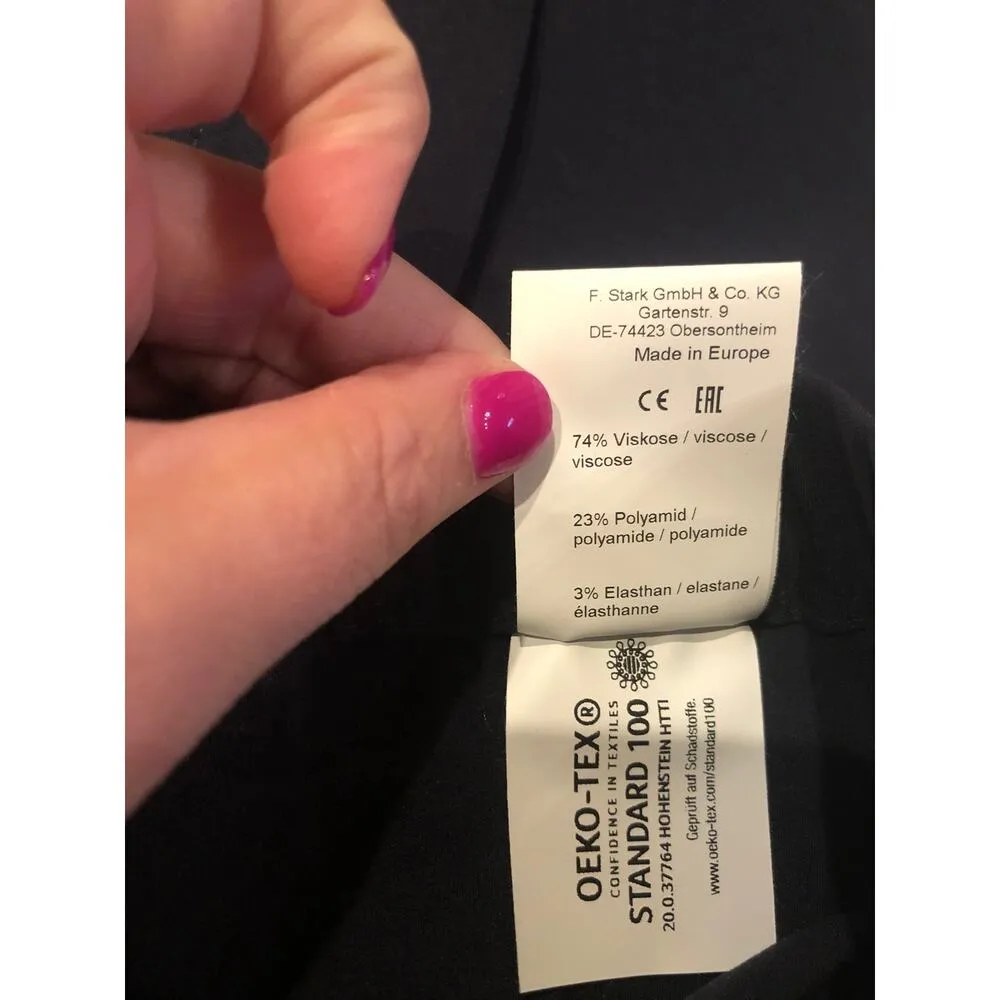 F. Stark GmbH & Co. KG
Gartenstr. 9
DE-74423 Obersontheim
Made in Europe
CE EAC
74% Viskose / viscose /
viscose
23% Polyamid /
polyamide / polyamide
3% Elasthan / elastane /
élasthanne
OEKO-TEX®
CONFIDENCE IN TEXTILES
STANDARD 100
20.0.37764 HOHENSTEIN HTTI
Geprüft auf Schadstoffe.
www.oeko-tex.com/standard100